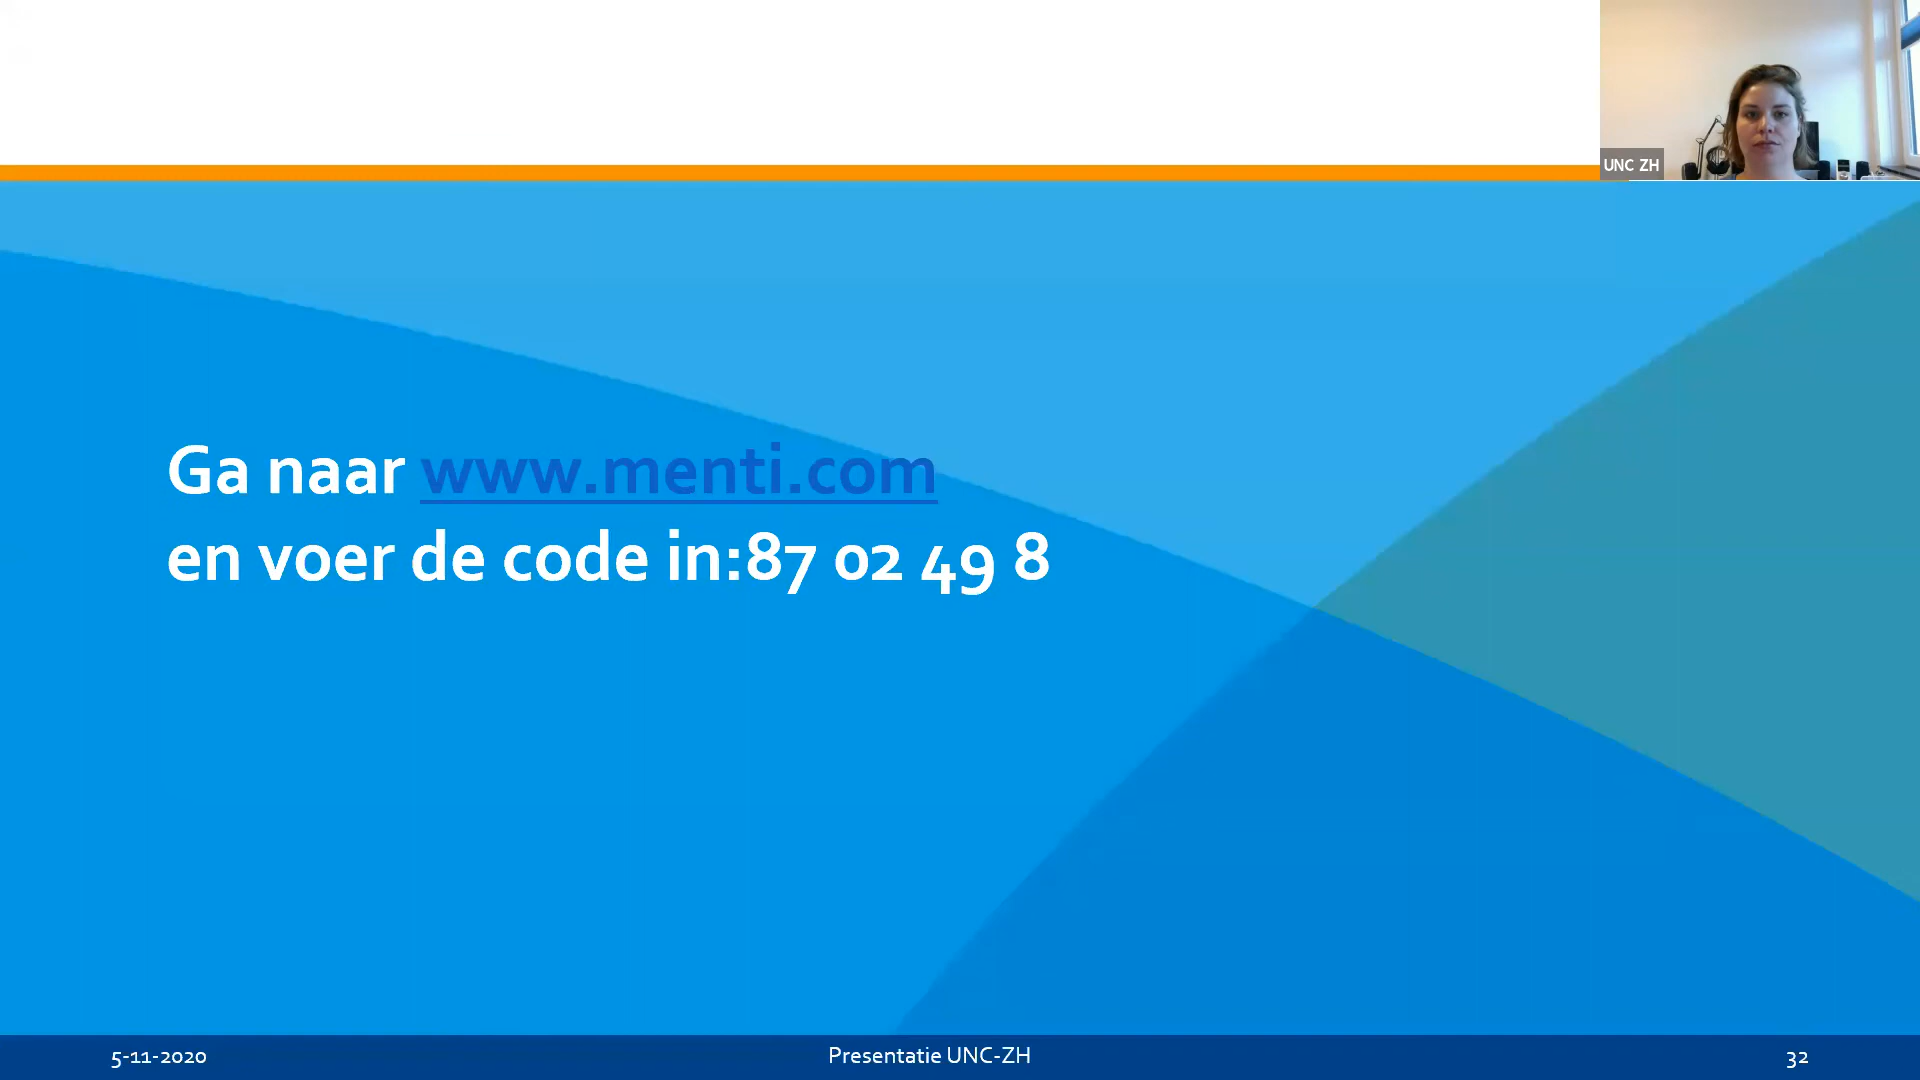 UNC ZH
Ga naar www.menti.com
en voer de code in:87 02 49 8
5-11-2020
Presentatie UNC-ZH
32